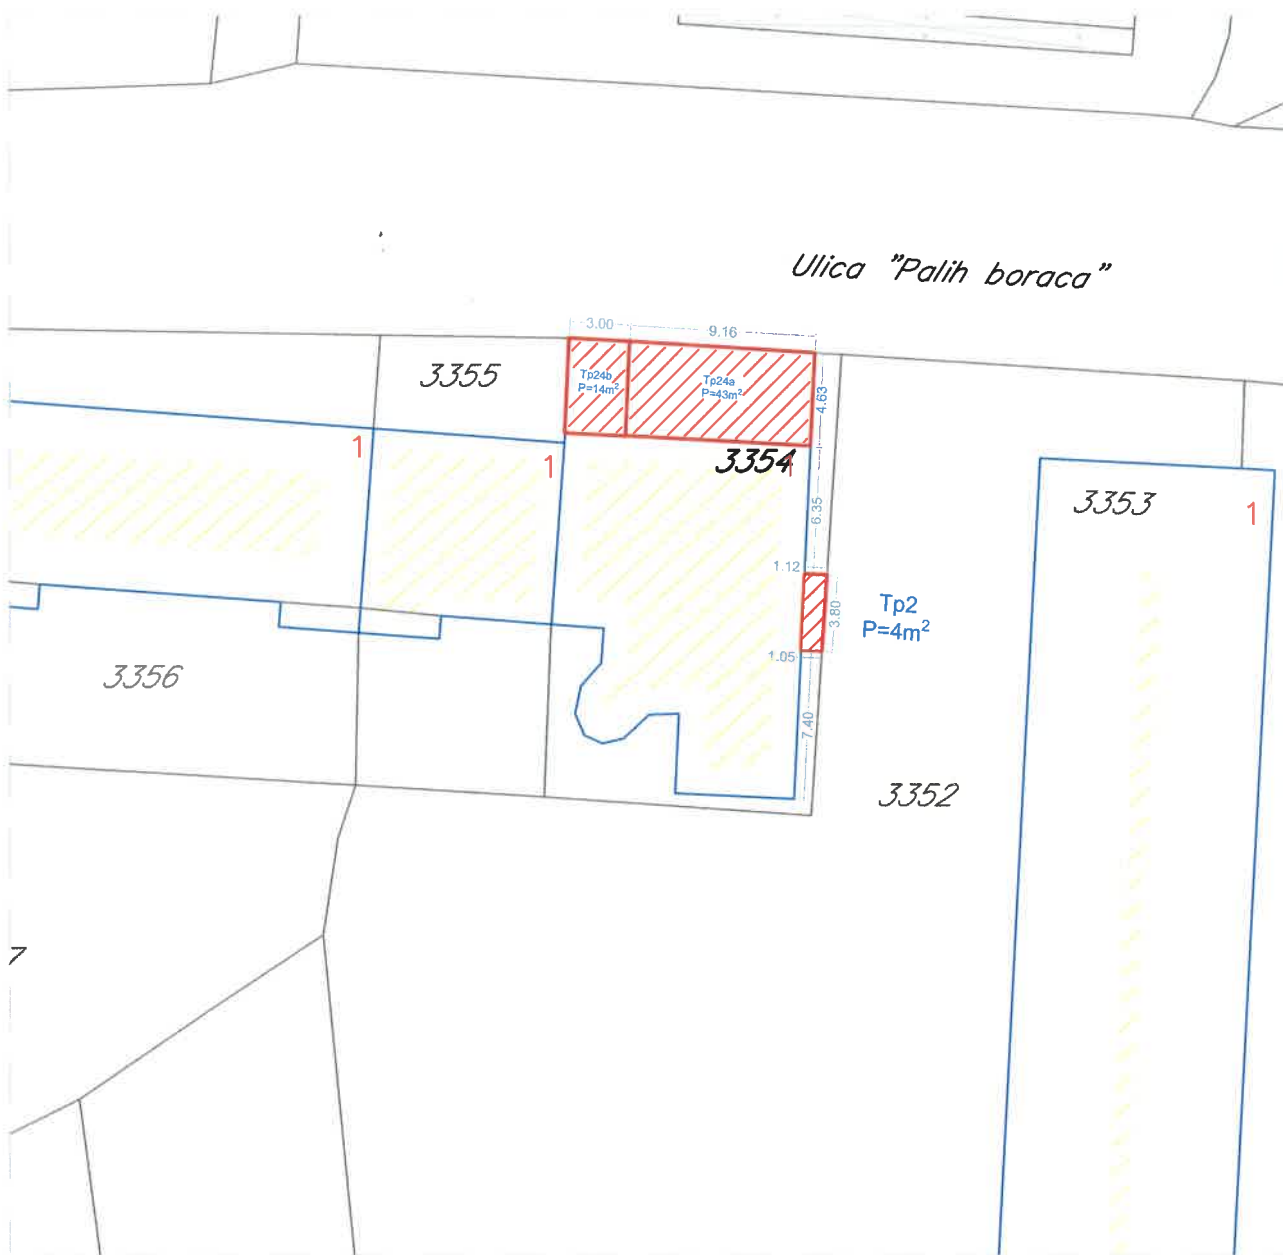 Ulica "Palih boraca"
3.00
9.16
3355
Tp24b
P=14m²
Tp24a
P=43m²
4.63
1
1
3354
1
6.35
3353
1
1.12
3.80
Tp2
P=4m²
1.05
3356
7.40
3352
7